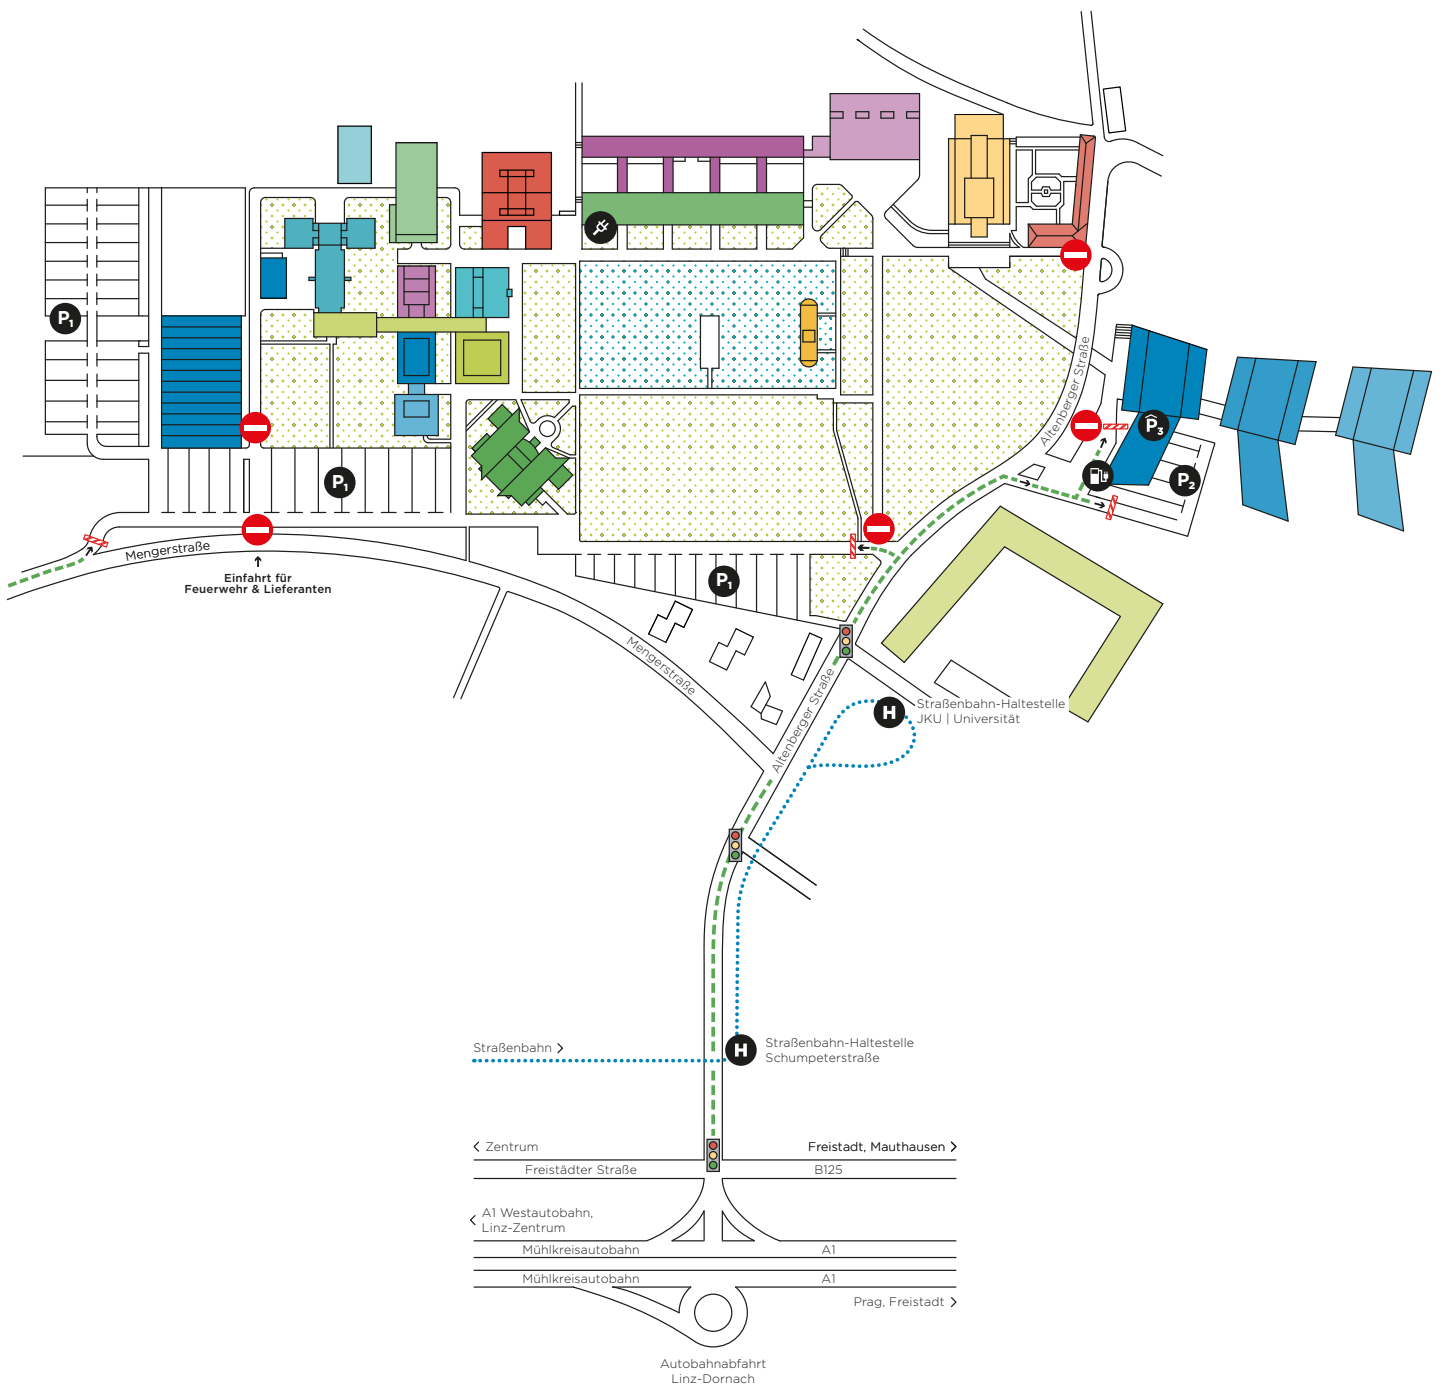 P1
Altenberger Straße
P3
P2
P1
Mengerstraße
Einfahrt für
Feuerwehr & Lieferanten
P1
Mengerstraße
Altenberger Straße
H
Straßenbahn-Haltestelle
JKU | Universität
Straßenbahn >
H
Straßenbahn-Haltestelle
Schumpeterstraße
< Zentrum
Freistadt, Mauthausen >
Freistädter Straße
B125
< A1 Westautobahn,
Linz-Zentrum
Mühlkreisautobahn
A1
Mühlkreisautobahn
A1
Prag, Freistadt >
Autobahnabfahrt
Linz-Dornach